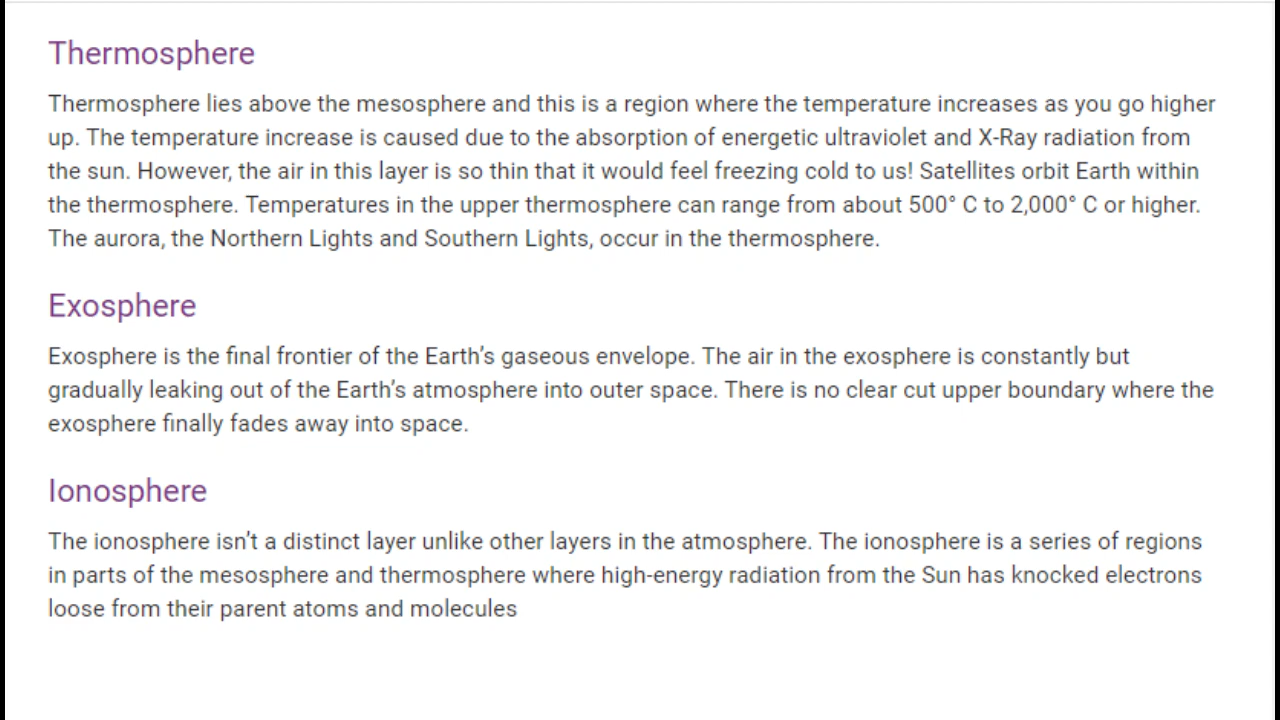 Thermosphere
Thermosphere lies above the mesosphere and this is a region where the temperature increases as you go higher
up. The temperature increase is caused due to the absorption of energetic ultraviolet and X-Ray radiation from
the sun. However, the air in this layer is so thin that it would feel freezing cold to us! Satellites orbit Earth within
the thermosphere. Temperatures in the upper thermosphere can range from about 500° C to 2,000° C or higher.
The aurora, the Northern Lights and Southern Lights, occur in the thermosphere.
Exosphere
Exosphere is the final frontier of the Earth’s gaseous envelope. The air in the exosphere is constantly but
gradually leaking out of the Earth’s atmosphere into outer space. There is no clear cut upper boundary where the
exosphere finally fades away into space.
Ionosphere
The ionosphere isn’t a distinct layer unlike other layers in the atmosphere. The ionosphere is a series of regions
in parts of the mesosphere and thermosphere where high-energy radiation from the Sun has knocked electrons
loose from their parent atoms and molecules